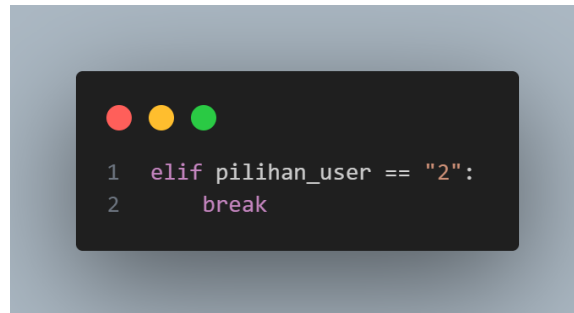 1 elif pilihan_user == "2":
2     break